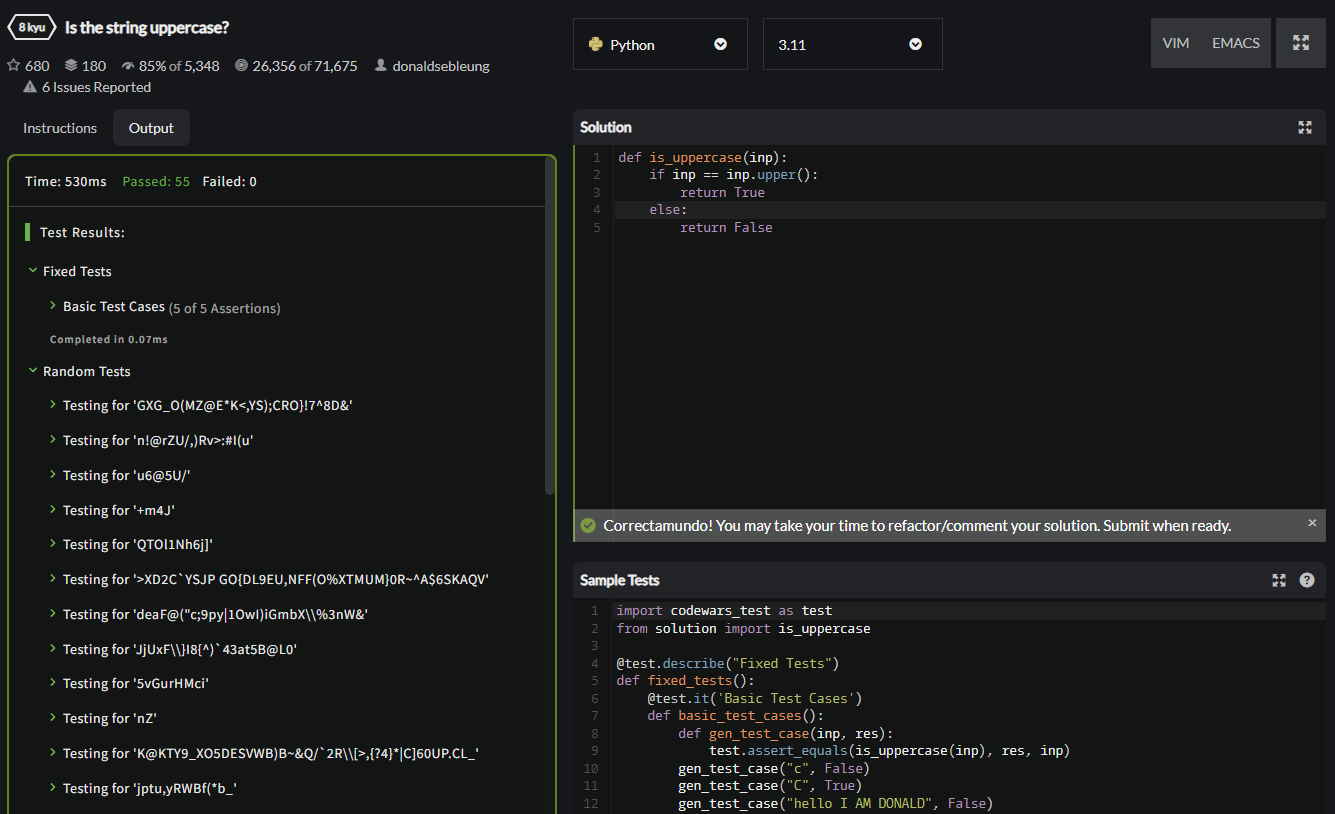 8 kyu Is the string uppercase?
680 180 85% of 5,348 26,356 of 71,675 donaldsebleung
6 Issues Reported
Instructions Output
Time: 530ms Passed: 55 Failed: 0
Test Results:
Fixed Tests
Basic Test Cases (5 of 5 Assertions)
Completed in 0.07ms
Random Tests
Testing for 'GXG_O(MZ@E*K<,YS);CRO}!7^8D&'
Testing for 'n!@rZU/,)Rv>:#I(u'
Testing for 'u6@5U/'
Testing for '+m4J'
Testing for 'QTOl1Nh6j]'
Testing for '>XD2C`YSJP GO{DL9EU,NFF(O%XTMUM}0R~^A$6SKAQV'
Testing for 'deaF@("c;9py|1OwI)iGmbX\\%3nW&'
Testing for 'JjUxF\\}I8{^)`43at5B@L0'
Testing for '5vGurHMci'
Testing for 'nZ'
Testing for 'K@KTY9_XO5DESVWB)B~&Q/`2R\\[>,{?4}*|C]60UP.CL_'
Testing for 'jptu,yRWBf(*b_'
Python 3.11 VIM EMACS
Solution
1 def is_uppercase(inp):
2 if inp == inp.upper():
3 return True
4 else:
5 return False
Correctamundo! You may take your time to refactor/comment your solution. Submit when ready. ×
Sample Tests ?
1 import codewars_test as test
2 from solution import is_uppercase
3
4 @test.describe("Fixed Tests")
5 def fixed_tests():
6 @test.it('Basic Test Cases')
7 def basic_test_cases():
8 def gen_test_case(inp, res):
9 test.assert_equals(is_uppercase(inp), res, inp)
10 gen_test_case("c", False)
11 gen_test_case("C", True)
12 gen_test_case("hello I AM DONALD", False)